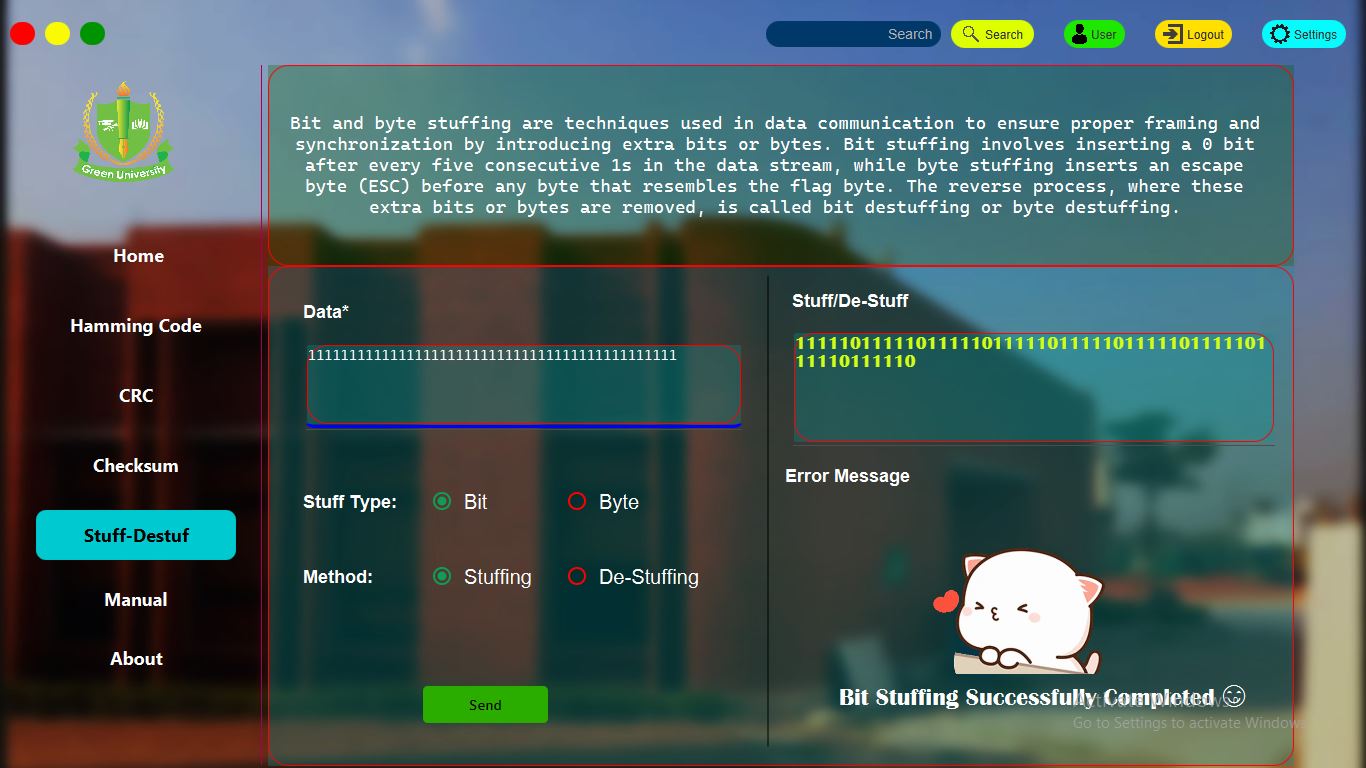 Search
Search
User
Logout
Settings
Green University
Bit and byte stuffing are techniques used in data communication to ensure proper framing and
synchronization by introducing extra bits or bytes. Bit stuffing involves inserting a 0 bit
after every five consecutive 1s in the data stream, while byte stuffing inserts an escape
byte (ESC) before any byte that resembles the flag byte. The reverse process, where these
extra bits or bytes are removed, is called bit destuffing or byte destuffing.
Home
Hamming Code
CRC
Checksum
Stuff-Destuf
Manual
About
Data*
111111111111111111111111111111111111111111111
Stuff Type:
Bit
Byte
Method:
Stuffing
De-Stuffing
Send
Stuff/De-Stuff
1111101111101111101111101111101111101111101
11110111110
Error Message
Bit Stuffing Successfully Completed 😋
Activate Windows
Go to Settings to activate Windows